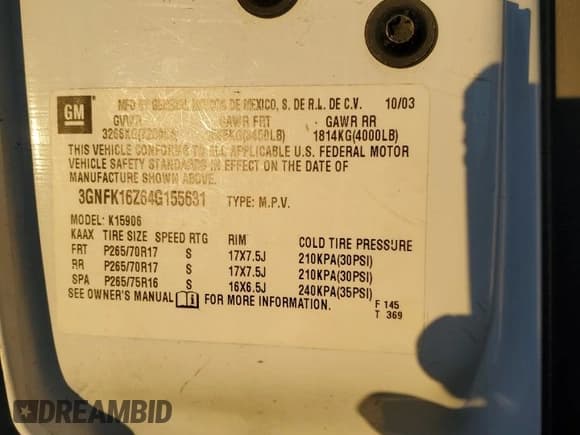 GM
MFD BY GENERAL MOTORS DE MEXICO, S. DE R.L. DE C.V. 10/03
GVWR GAWR FRT GAWR RR
1814KG(4000LB)
THIS VEHICLE CONFORMS TO ALL APPLICABLE U.S. FEDERAL MOTOR
VEHICLE SAFETY STANDARDS IN EFFECT ON THE DATE OF
MANUFACTURE SHOWN ABOVE.
3GNFK16Z64G155631 TYPE: M.P.V.
MODEL: K15906
KAAX TIRE SIZE SPEED RTG RIM COLD TIRE PRESSURE
FRT P265/70R17 S 17X7.5J 210KPA(30PSI)
RR P265/70R17 S 17X7.5J 210KPA(30PSI)
SPA P265/75R16 S 16X6.5J 240KPA(35PSI)
SEE OWNER'S MANUAL FOR MORE INFORMATION.
F 145
T 369
DREAMBID